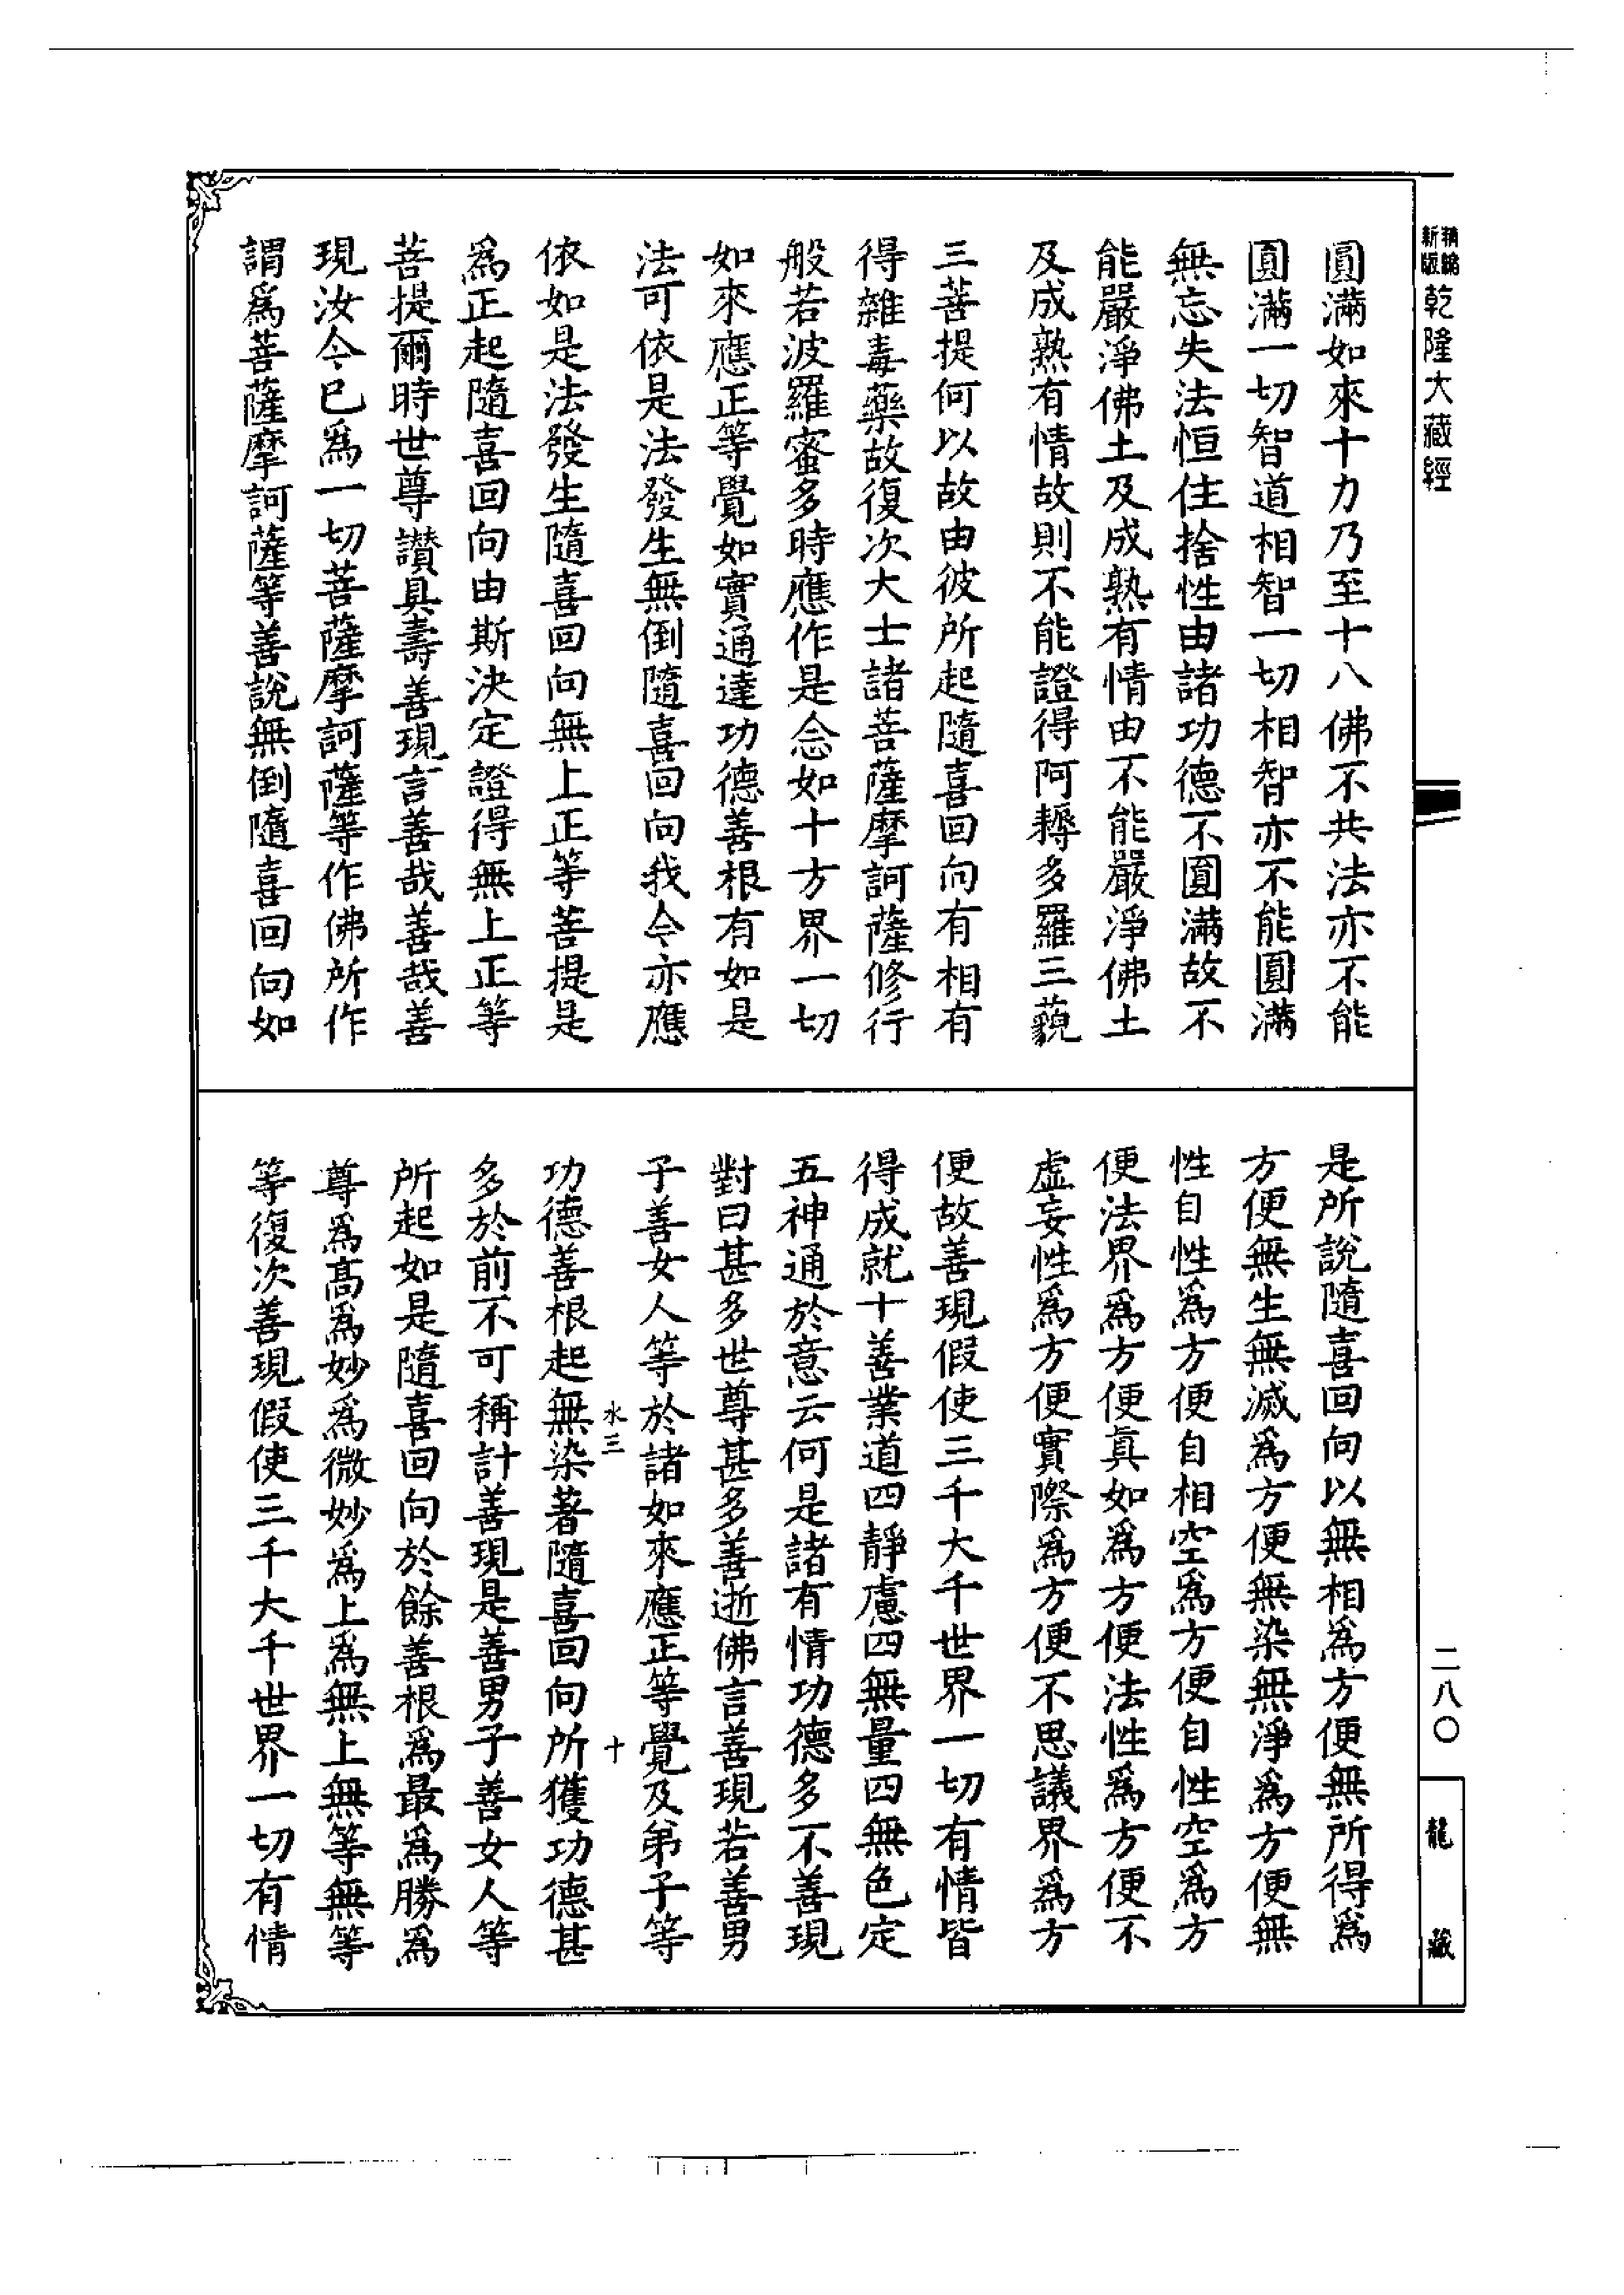 新版精縮乾隆大藏經
圓滿如來十力乃至十八佛不共法亦不能
圓滿一切智道相智一切相智亦不能圓滿
無忘失法恒住捨性由諸功德不圓滿故不
能嚴淨佛土及成熟有情由不能嚴淨佛土
及成熟有情故則不能證得阿耨多羅三藐
三菩提何以故由彼所起隨喜回向有相有
得雜毒藥故復次大士諸菩薩摩訶薩修行
般若波羅蜜多時應作是念如十方界一切
如來應正等覺如實通達功德善根有如是
法可依是法發生無倒隨喜回向我今亦應
依如是法發生隨喜回向無上正等菩提是
為正起隨喜回向由斯決定證得無上正等
菩提爾時世尊讚具壽善現言善哉善哉善
現汝今已為一切菩薩摩訶薩等作佛所作
謂為菩薩摩訶薩等善說無倒隨喜回向如
是所說隨喜回向以無相為方便無所得為
方便無生無滅為方便無染無淨為方便無
性自性為方便自相空為方便自性空為方
便法界為方便真如為方便法性為方便不
虛妄性為方便實際為方便不思議界為方
便故善現假使三千大千世界一切有情皆
得成就十善業道四靜慮四無量四無色定
五神通於意云何是諸有情功德多不善現
對曰甚多世尊甚多善逝佛言善現若善男
子善女人等於諸如來應正等覺及弟子等
水三 十
功德善根起無染著隨喜回向所獲功德甚
多於前不可稱計善現是善男子善女人等
所起如是隨喜回向於餘善根為最為勝為
尊為高為妙為微妙為上為無上無等無等
等復次善現假使三千大千世界一切有情
二八〇
龍藏